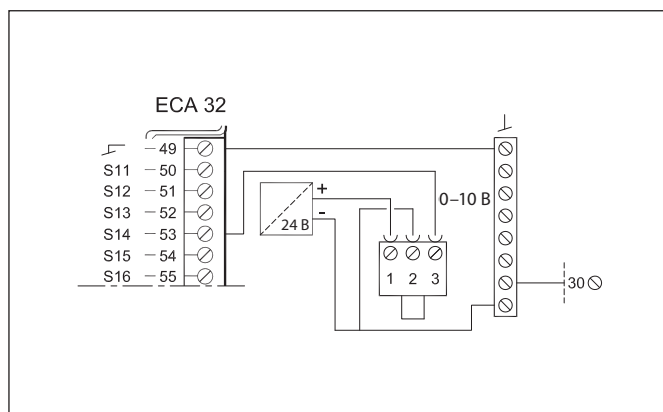 ECA 32
49
S11 50
S12 51
S13 52
S14 53
S15 54
S16 55
+
-
24 В
0–10 В
1 2 3
30